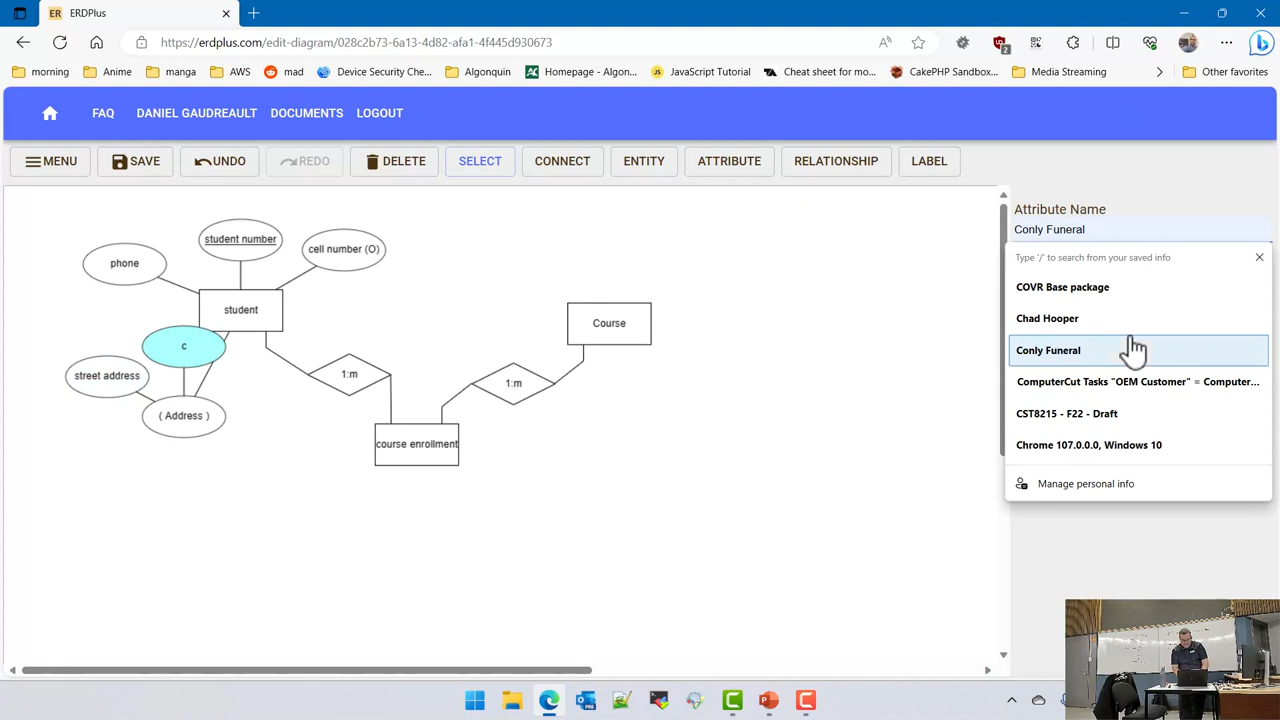 ER ERDPlus
https://erdplus.com/edit-diagram/028c2b73-6a13-4d82-afa1-4f445d930673
2
morning Anime manga AWS mad Device Security Che... Algonquin Homepage - Algon... JavaScript Tutorial Cheat sheet for mo... CakePHP Sandbox... Media Streaming Other favorites
FAQ DANIEL GAUDREAULT DOCUMENTS LOGOUT
MENU SAVE UNDO REDO DELETE SELECT CONNECT ENTITY ATTRIBUTE RELATIONSHIP LABEL
student number
cell number (O)
phone
student
c
street address
( Address )
1:m
course enrollment
1:m
Course
Attribute Name
Conly Funeral
Type '/' to search from your saved info
COVR Base package
Chad Hooper
Conly Funeral
ComputerCut Tasks "OEM Customer" = Computer...
CST8215 - F22 - Draft
Chrome 107.0.0.0, Windows 10
Manage personal info